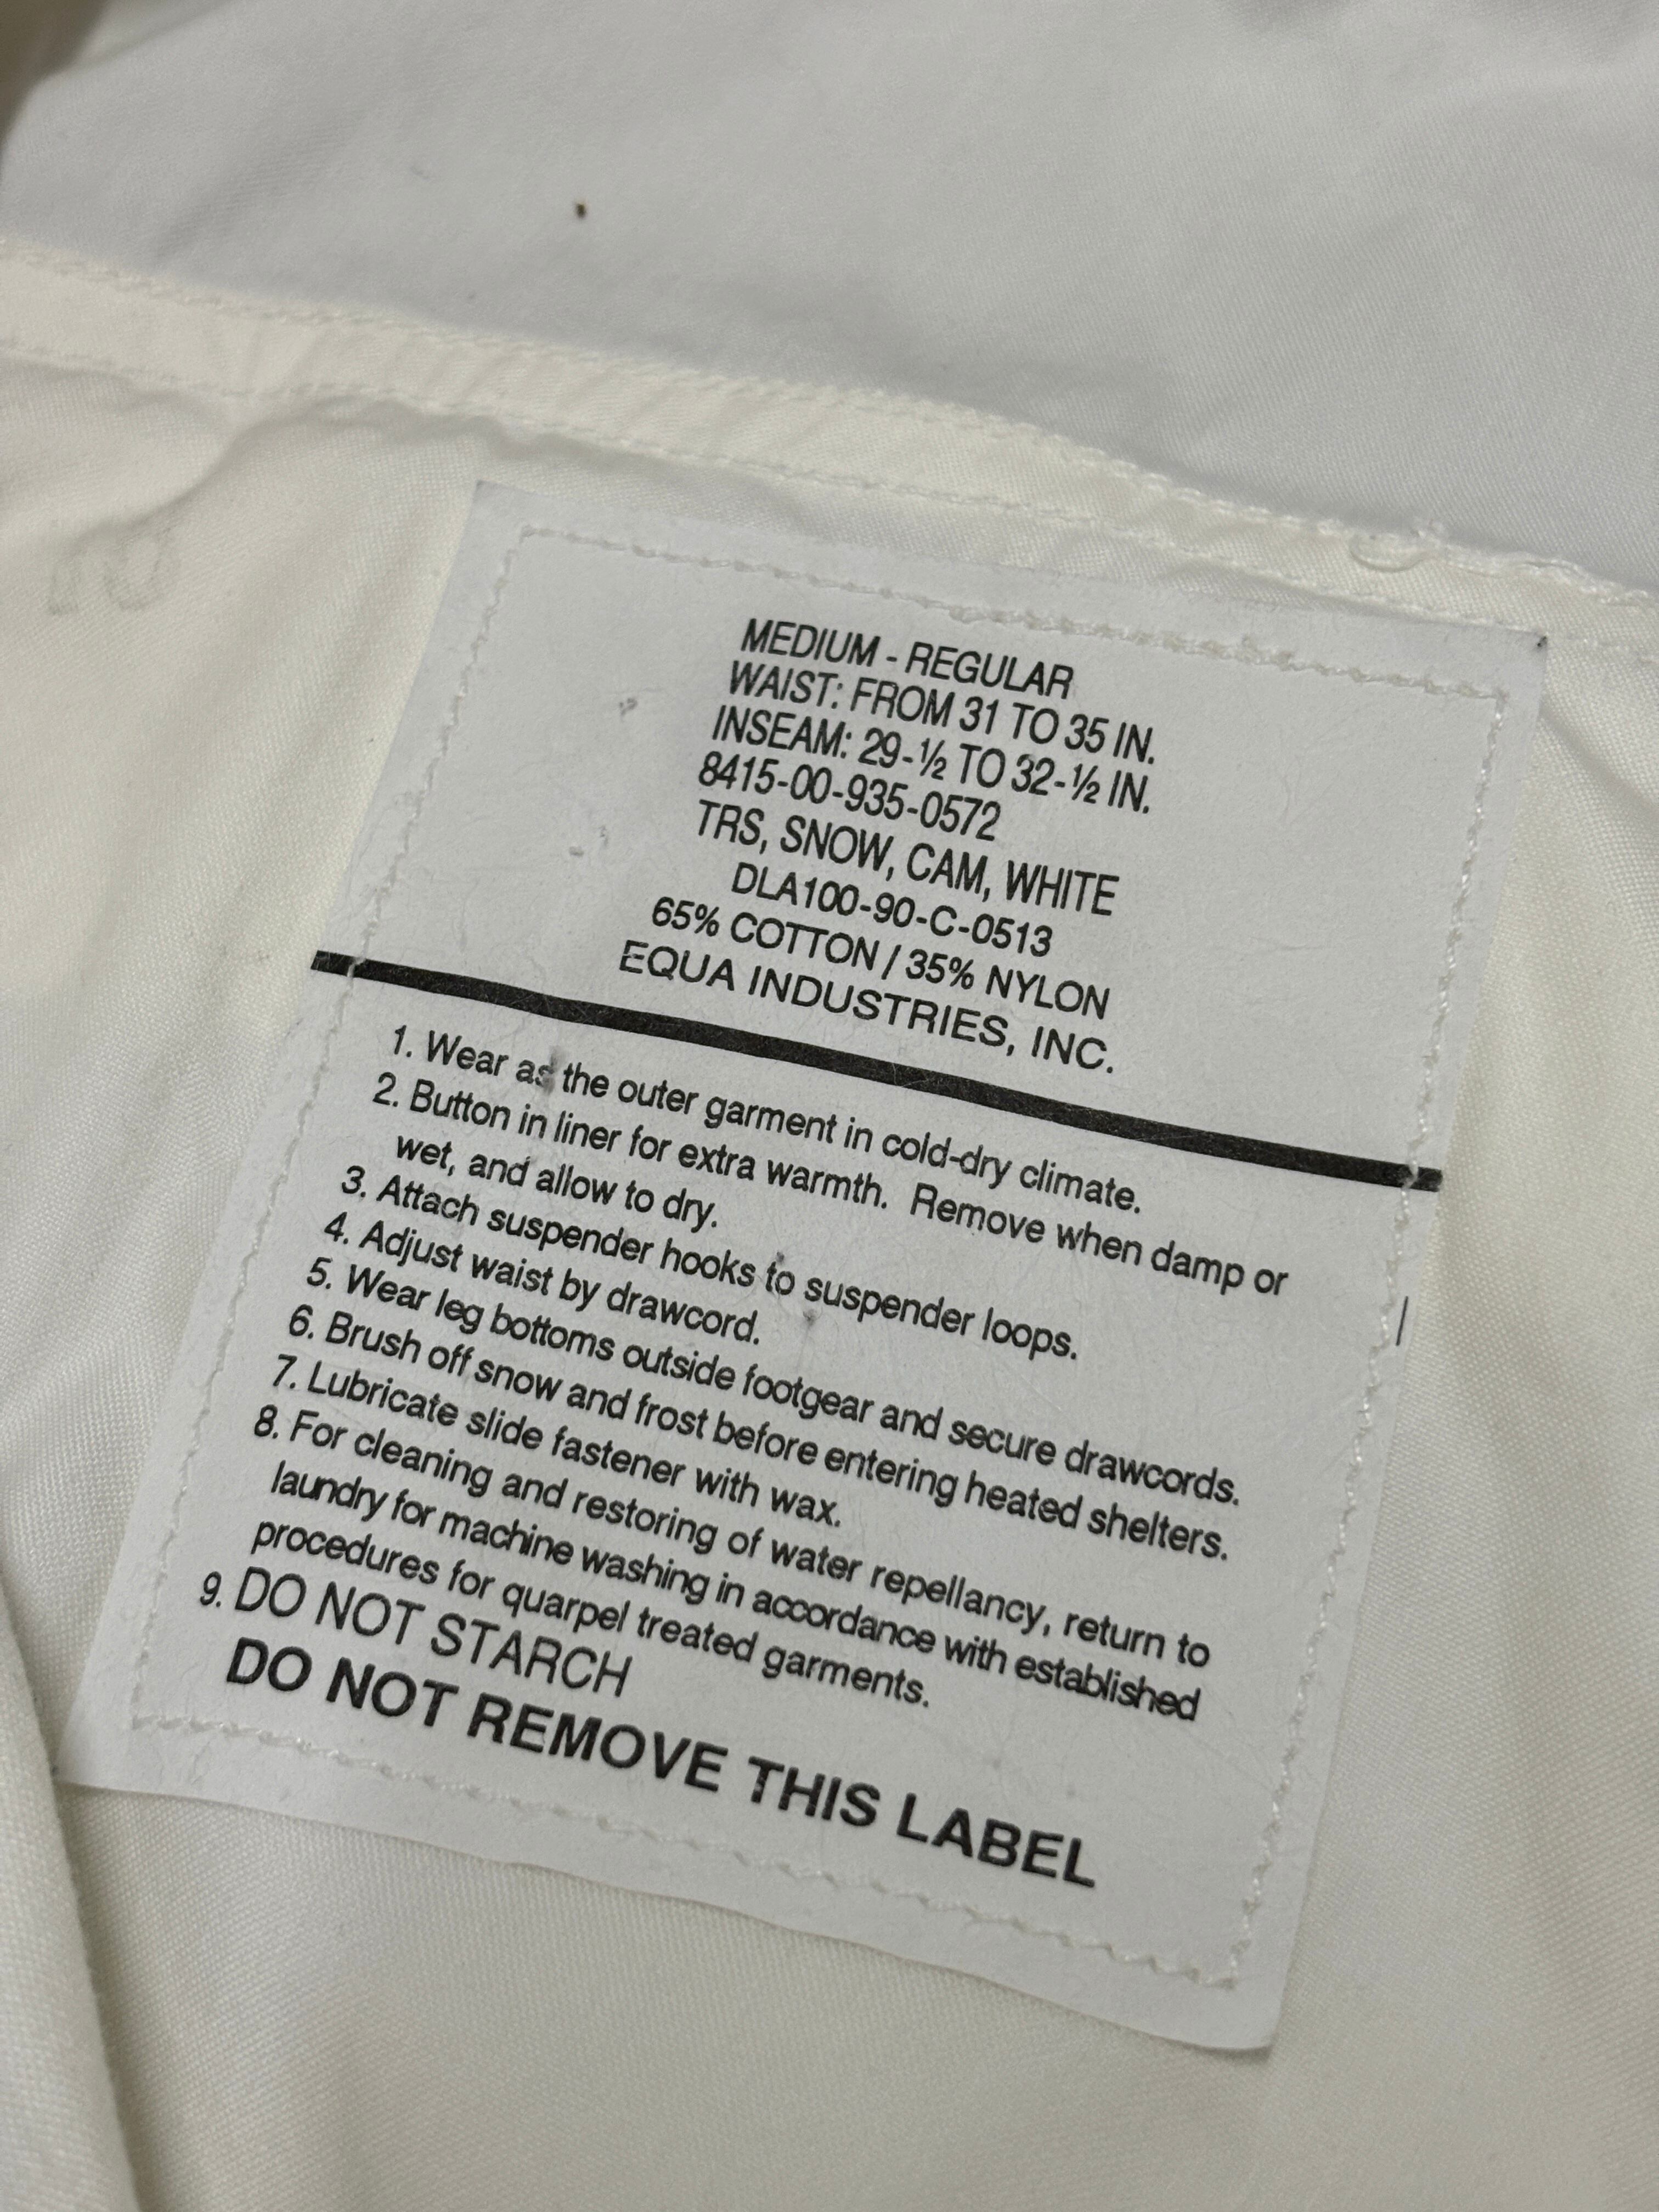 MEDIUM - REGULAR
WAIST: FROM 31 TO 35 IN.
INSEAM: 29-½ TO 32-½ IN.
8415-00-935-0572
TRS, SNOW, CAM, WHITE
DLA100-90-C-0513
65% COTTON / 35% NYLON
EQUA INDUSTRIES, INC.
1. Wear as the outer garment in cold-dry climate.
2. Button in liner for extra warmth. Remove when damp or
wet, and allow to dry.
3. Attach suspender hooks to suspender loops.
4. Adjust waist by drawcord.
5. Wear leg bottoms outside footgear and secure drawcords.
6. Brush off snow and frost before entering heated shelters.
7. Lubricate slide fastener with wax.
8. For cleaning and restoring of water repellancy, return to
laundry for machine washing in accordance with established
procedures for quarpel treated garments.
9. DO NOT STARCH
DO NOT REMOVE THIS LABEL